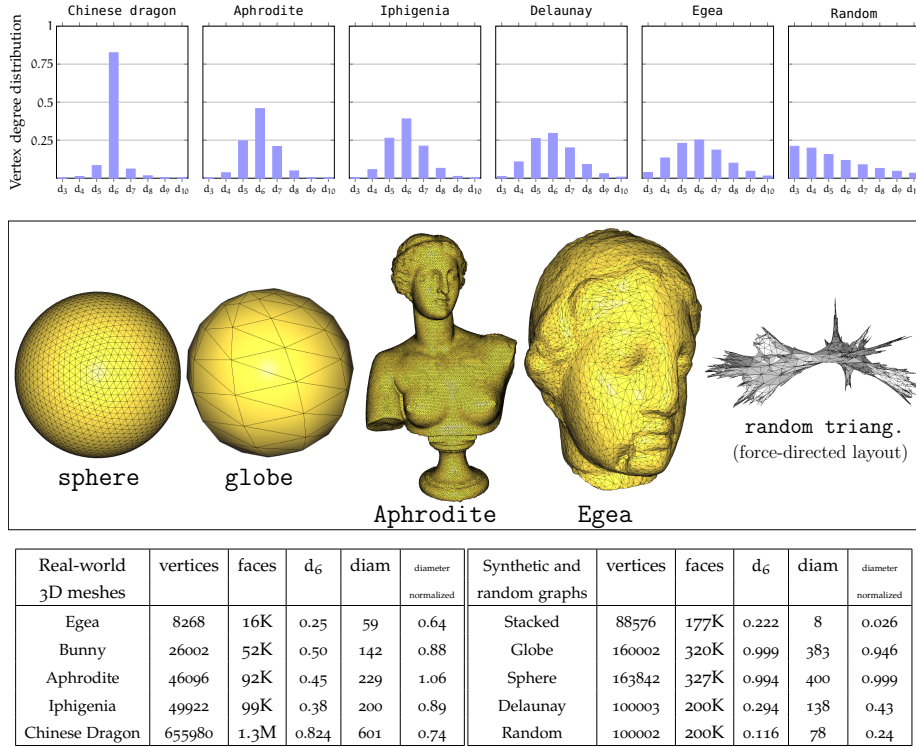 Chinese dragon Aphrodite Iphigenia Delaunay Egea Random
Vertex degree distribution
1
0.75
0.5
0.25
d3 d4 d5 d6 d7 d8 d9 d10 d3 d4 d5 d6 d7 d8 d9 d10 d3 d4 d5 d6 d7 d8 d9 d10 d3 d4 d5 d6 d7 d8 d9 d10 d3 d4 d5 d6 d7 d8 d9 d10 d3 d4 d5 d6 d7 d8 d9 d1
sphere
globe
Aphrodite
Egea
random triang.
(force-directed layout)
Real-world vertices faces d6 diam diameter Synthetic and vertices faces d6 diam diameter
3D meshes normalized random graphs normalized
Egea 8268 16K 0.25 59 0.64 Stacked 88576 177K 0.222 8 0.026
Bunny 26002 52K 0.50 142 0.88 Globe 160002 320K 0.999 383 0.946
Aphrodite 46096 92K 0.45 229 1.06 Sphere 163842 327K 0.994 400 0.999
Iphigenia 49922 99K 0.38 200 0.89 Delaunay 100003 200K 0.294 138 0.43
Chinese Dragon 655980 1.3M 0.824 601 0.74 Random 100002 200K 0.116 78 0.24